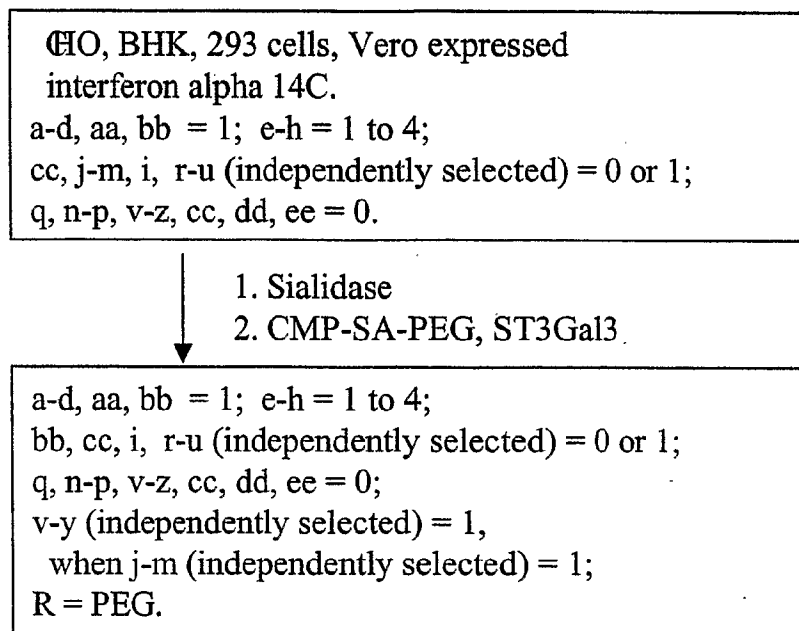 CHO, BHK, 293 cells, Vero expressed
interferon alpha 14C.
a-d, aa, bb = 1; e-h = 1 to 4;
cc, j-m, i, r-u (independently selected) = 0 or 1;
q, n-p, v-z, cc, dd, ee = 0.
1. Sialidase
2. CMP-SA-PEG, ST3Gal3
a-d, aa, bb = 1; e-h = 1 to 4;
bb, cc, i, r-u (independently selected) = 0 or 1;
q, n-p, v-z, cc, dd, ee = 0;
v-y (independently selected) = 1,
when j-m (independently selected) = 1;
R = PEG.